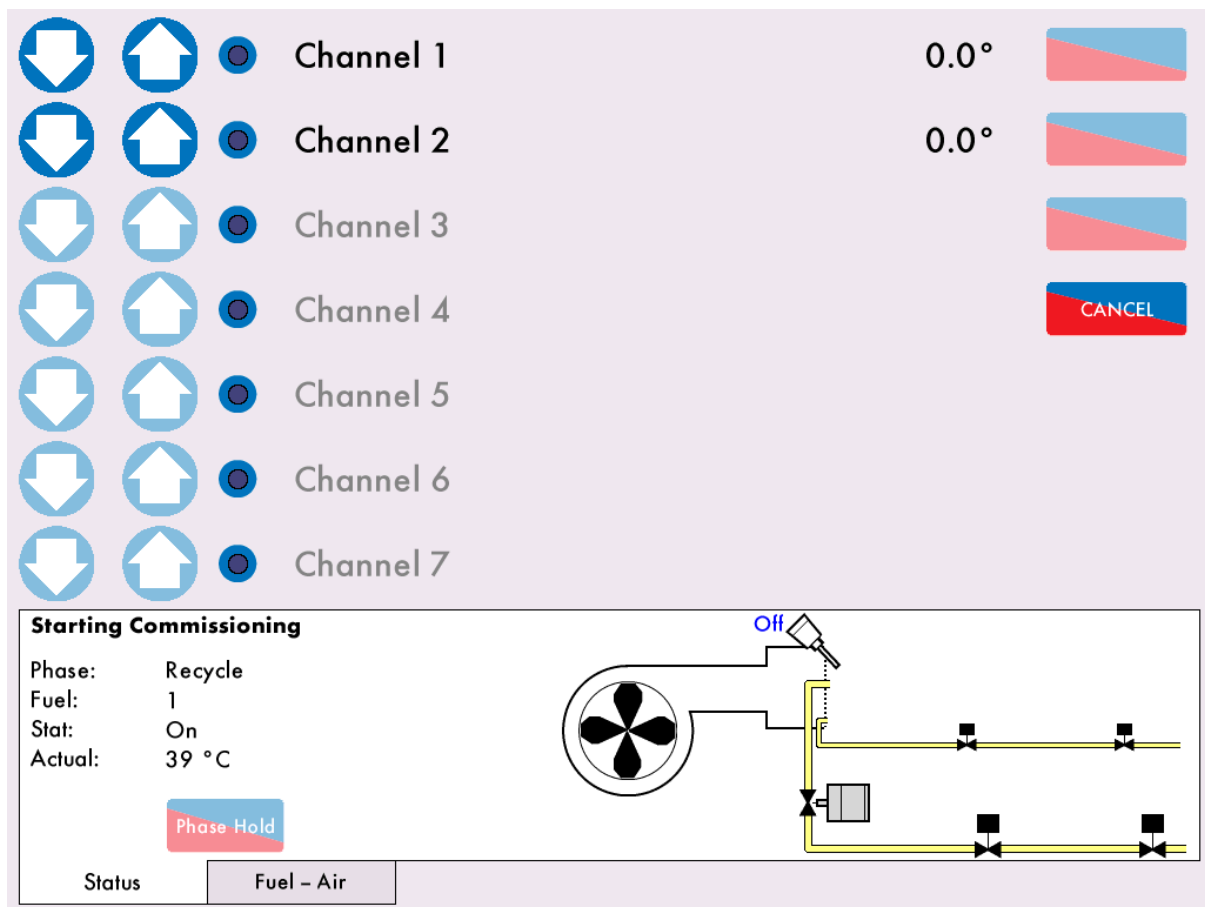 Channel 1 0.0°
Channel 2 0.0°
Channel 3
Channel 4 CANCEL
Channel 5
Channel 6
Channel 7
Starting Commissioning
Off
Phase: Recycle
Fuel: 1
Stat: On
Actual: 39 °C
Phase Hold
Status Fuel – Air